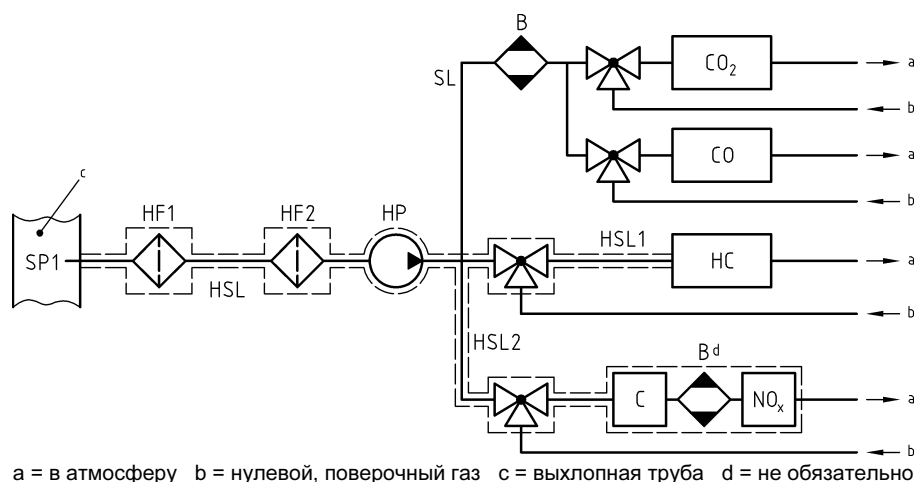 B
SL
CO₂
a
b
CO
a
b
c
HF1
HF2
HP
SP1
HSL
HSL1
HC
a
b
HSL2
Bᵈ
C
NOₓ
a
b
a = в атмосферу b = нулевой, поверочный газ c = выхлопная труба d = не обязательно